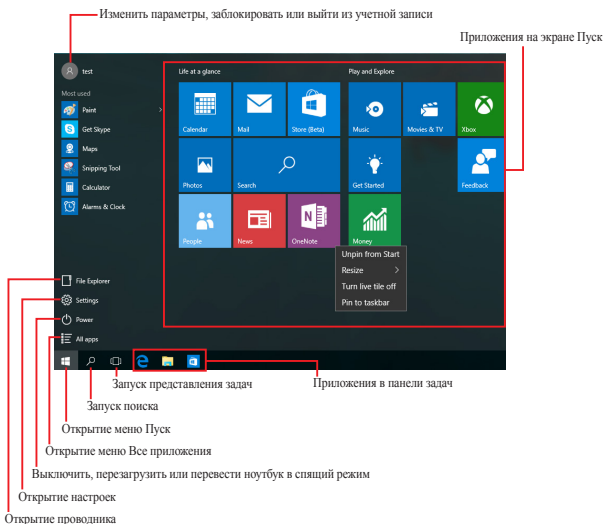 Изменить параметры, заблокировать или выйти из учетной записи
Приложения на экране Пуск
test
Life at a glance
Play and Explore
Most used
Paint
Get Skype
Maps
Snipping Tool
Calculator
Alarms & Clock
Calendar
Mail
Store (Beta)
Music
Movies & TV
Xbox
Photos
Search
Get Started
Feedback
People
News
OneNote
Money
Unpin from Start
Resize
Turn live tile off
Pin to taskbar
File Explorer
Settings
Power
All apps
Запуск представления задач
Приложения в панели задач
Запуск поиска
Открытие меню Пуск
Открытие меню Все приложения
Выключить, перезагрузить или перевести ноутбук в спящий режим
Открытие настроек
Открытие проводника